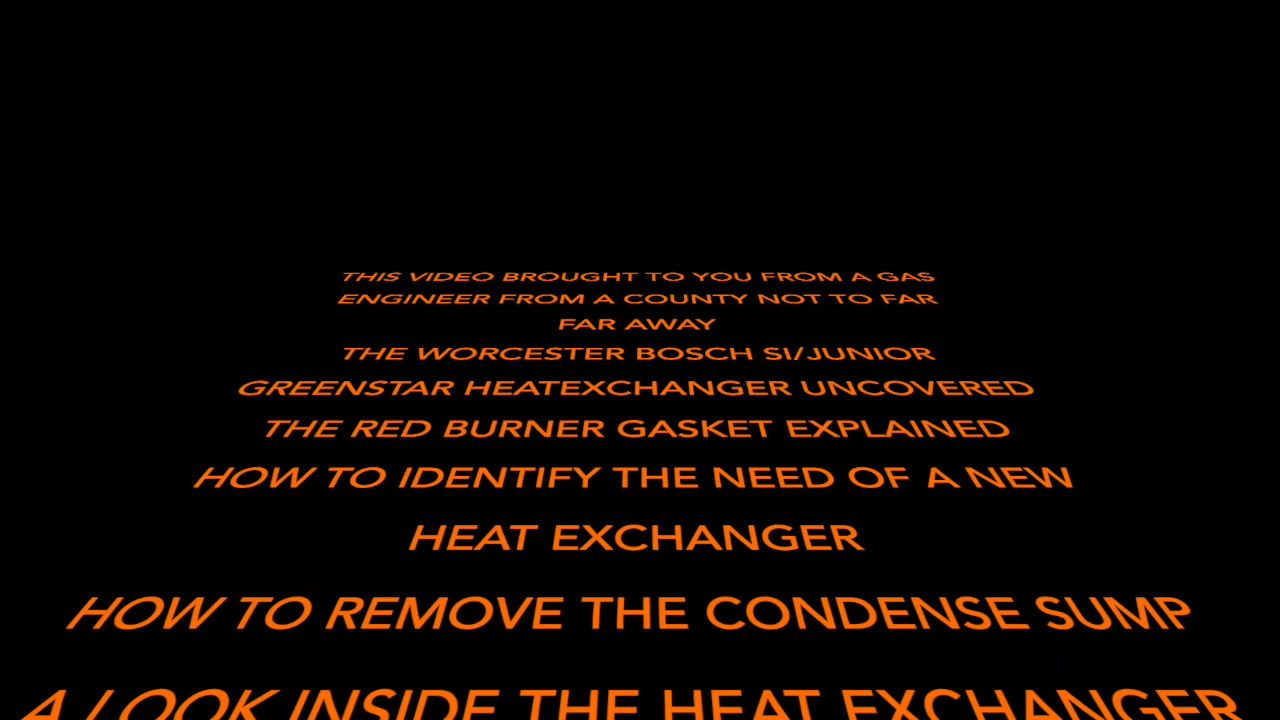 THIS VIDEO BROUGHT TO YOU FROM A GAS
ENGINEER FROM A COUNTY NOT TO FAR
FAR AWAY
THE WORCESTER BOSCH SI/JUNIOR
GREENSTAR HEATEXCHANGER UNCOVERED
THE RED BURNER GASKET EXPLAINED
HOW TO IDENTIFY THE NEED OF A NEW
HEAT EXCHANGER
HOW TO REMOVE THE CONDENSE SUMP
A LOOK INSIDE THE HEAT EXCHANGER